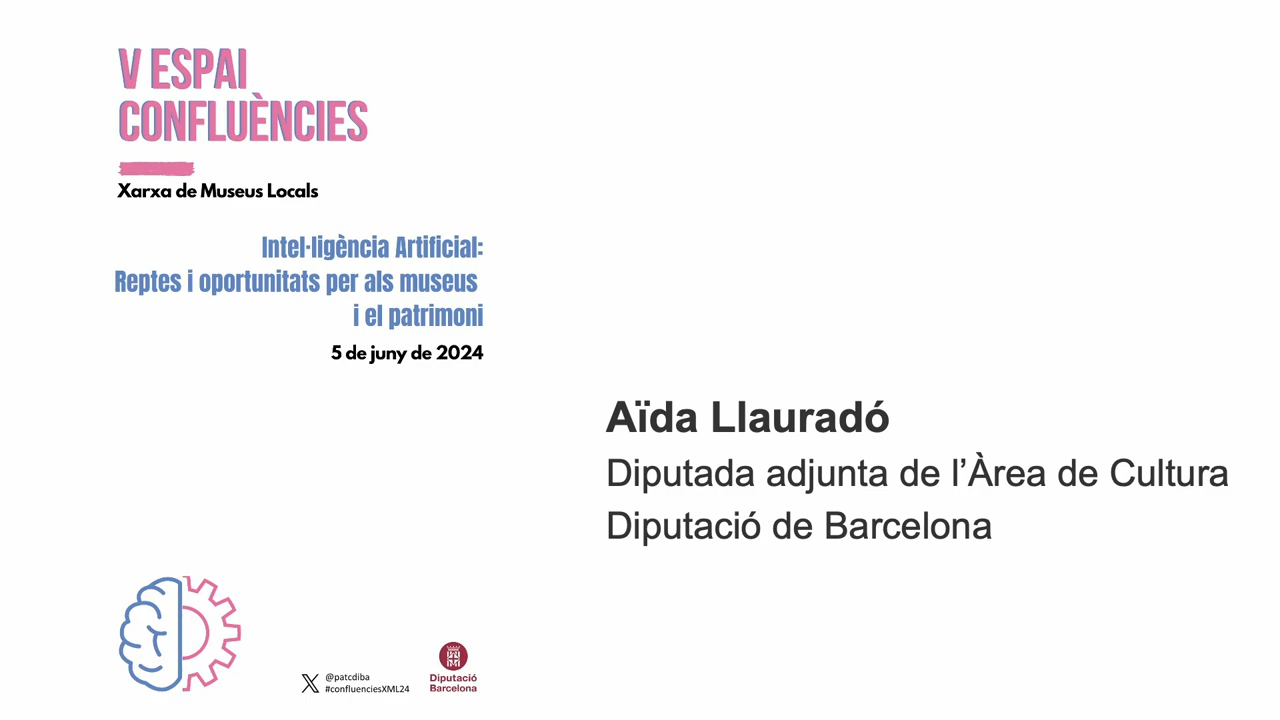 V ESPAI
CONFLUÈNCIES
Xarxa de Museus Locals
Intel·ligència Artificial:
Reptes i oportunitats per als museus
i el patrimoni
5 de juny de 2024
Aïda Llauradó
Diputada adjunta de l’Àrea de Cultura
Diputació de Barcelona
@patcdiba
#confluenciesXML24
Diputació
Barcelona